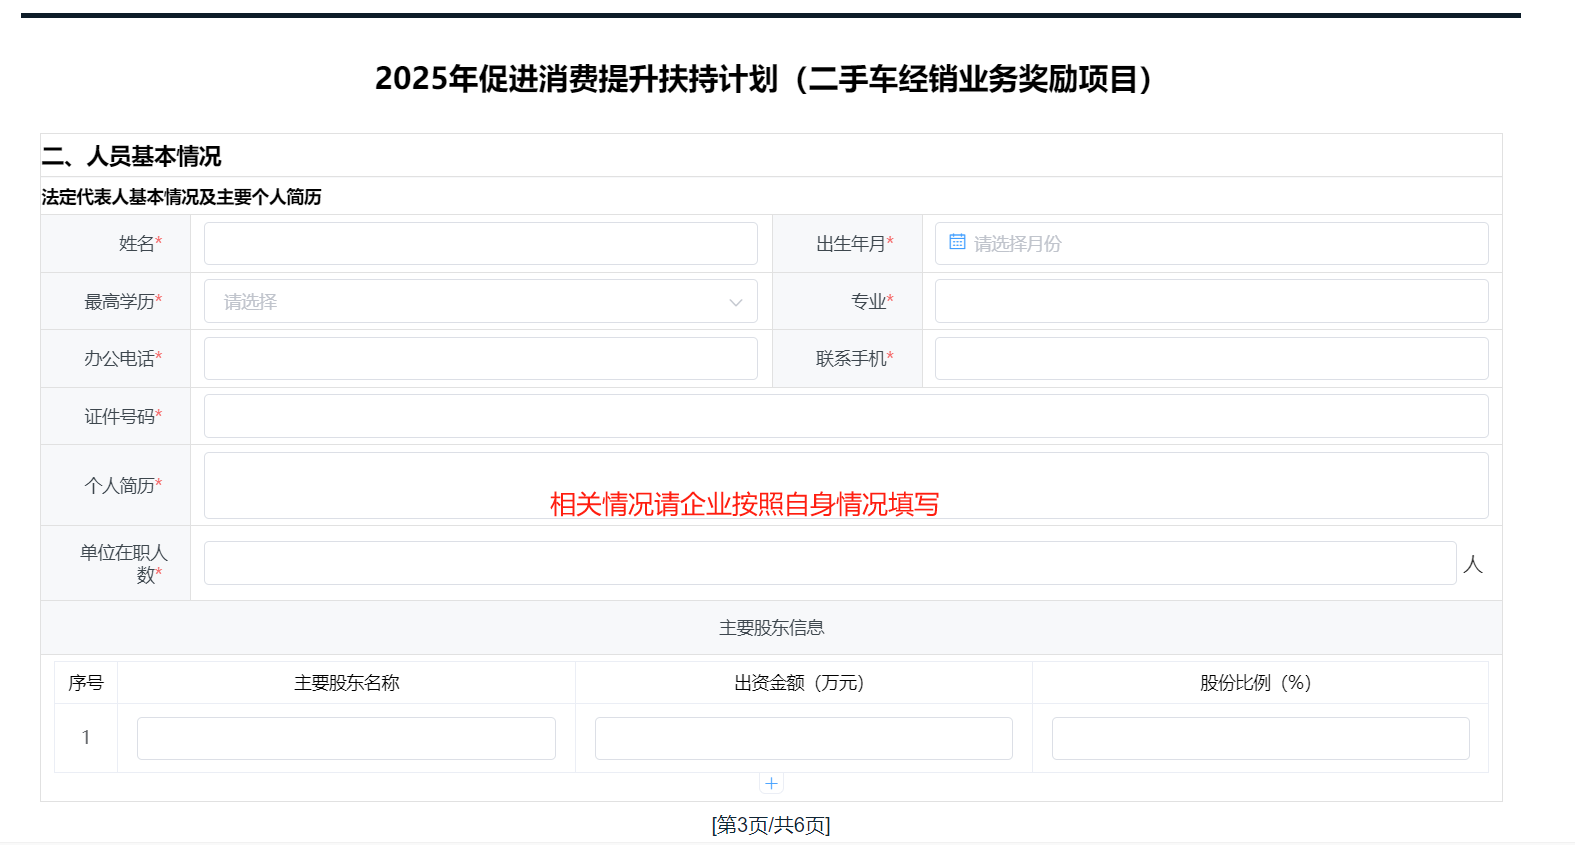 2025年促进消费提升扶持计划（二手车经销业务奖励项目）
二、人员基本情况
法定代表人基本情况及主要个人简历
姓名* 出生年月* 请选择月份
最高学历* 请选择 专业*
办公电话* 联系手机*
证件号码*
个人简历*
相关情况请企业按照自身情况填写
单位在职人
数* 人
主要股东信息
序号 主要股东名称 出资金额（万元） 股份比例（%）
1
[第3页/共6页]